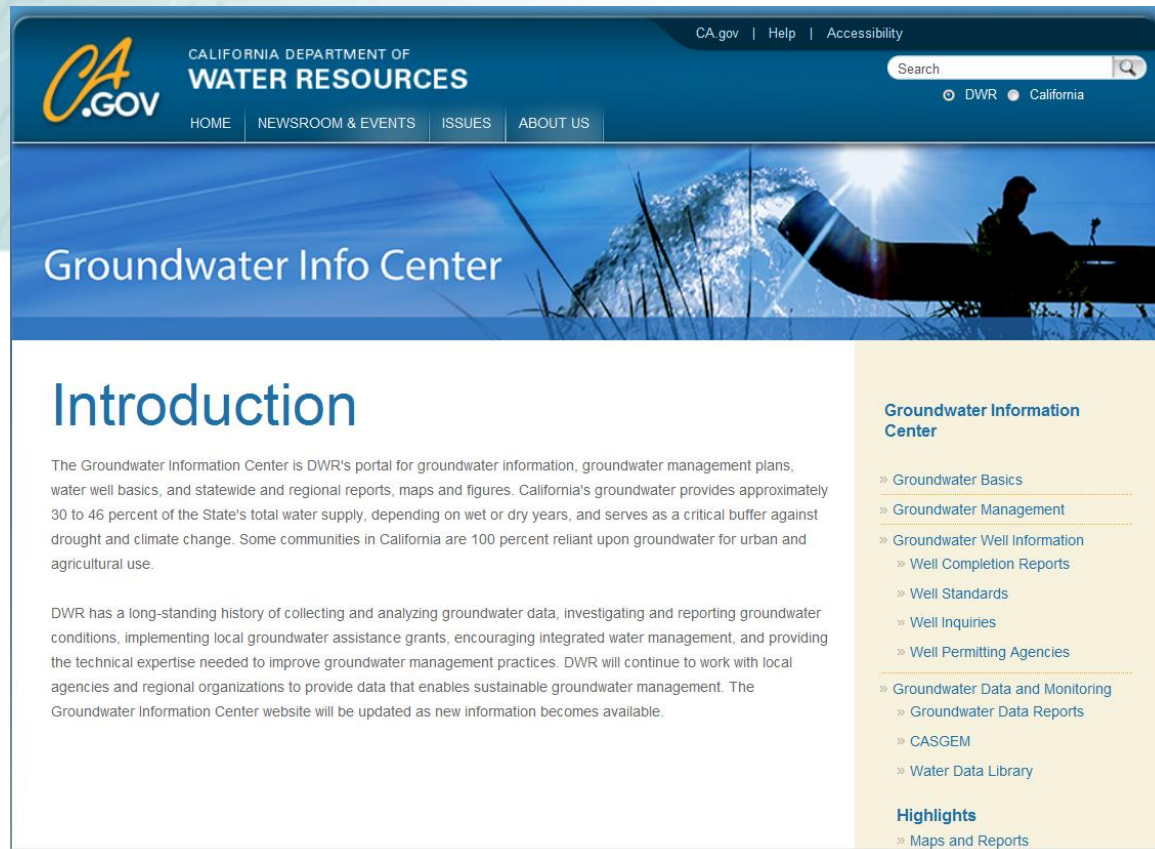 CA.gov | Help | Accessibility
CA.GOV
CALIFORNIA DEPARTMENT OF
WATER RESOURCES
Search
DWR California
HOME NEWSROOM & EVENTS ISSUES ABOUT US
Groundwater Info Center
Introduction
The Groundwater Information Center is DWR's portal for groundwater information, groundwater management plans,
water well basics, and statewide and regional reports, maps and figures. California's groundwater provides approximately
30 to 46 percent of the State's total water supply, depending on wet or dry years, and serves as a critical buffer against
drought and climate change. Some communities in California are 100 percent reliant upon groundwater for urban and
agricultural use.
DWR has a long-standing history of collecting and analyzing groundwater data, investigating and reporting groundwater
conditions, implementing local groundwater assistance grants, encouraging integrated water management, and providing
the technical expertise needed to improve groundwater management practices. DWR will continue to work with local
agencies and regional organizations to provide data that enables sustainable groundwater management. The
Groundwater Information Center website will be updated as new information becomes available.
Groundwater Information
Center
» Groundwater Basics
» Groundwater Management
» Groundwater Well Information
» Well Completion Reports
» Well Standards
» Well Inquiries
» Well Permitting Agencies
» Groundwater Data and Monitoring
» Groundwater Data Reports
» CASGEM
» Water Data Library
Highlights
» Maps and Reports